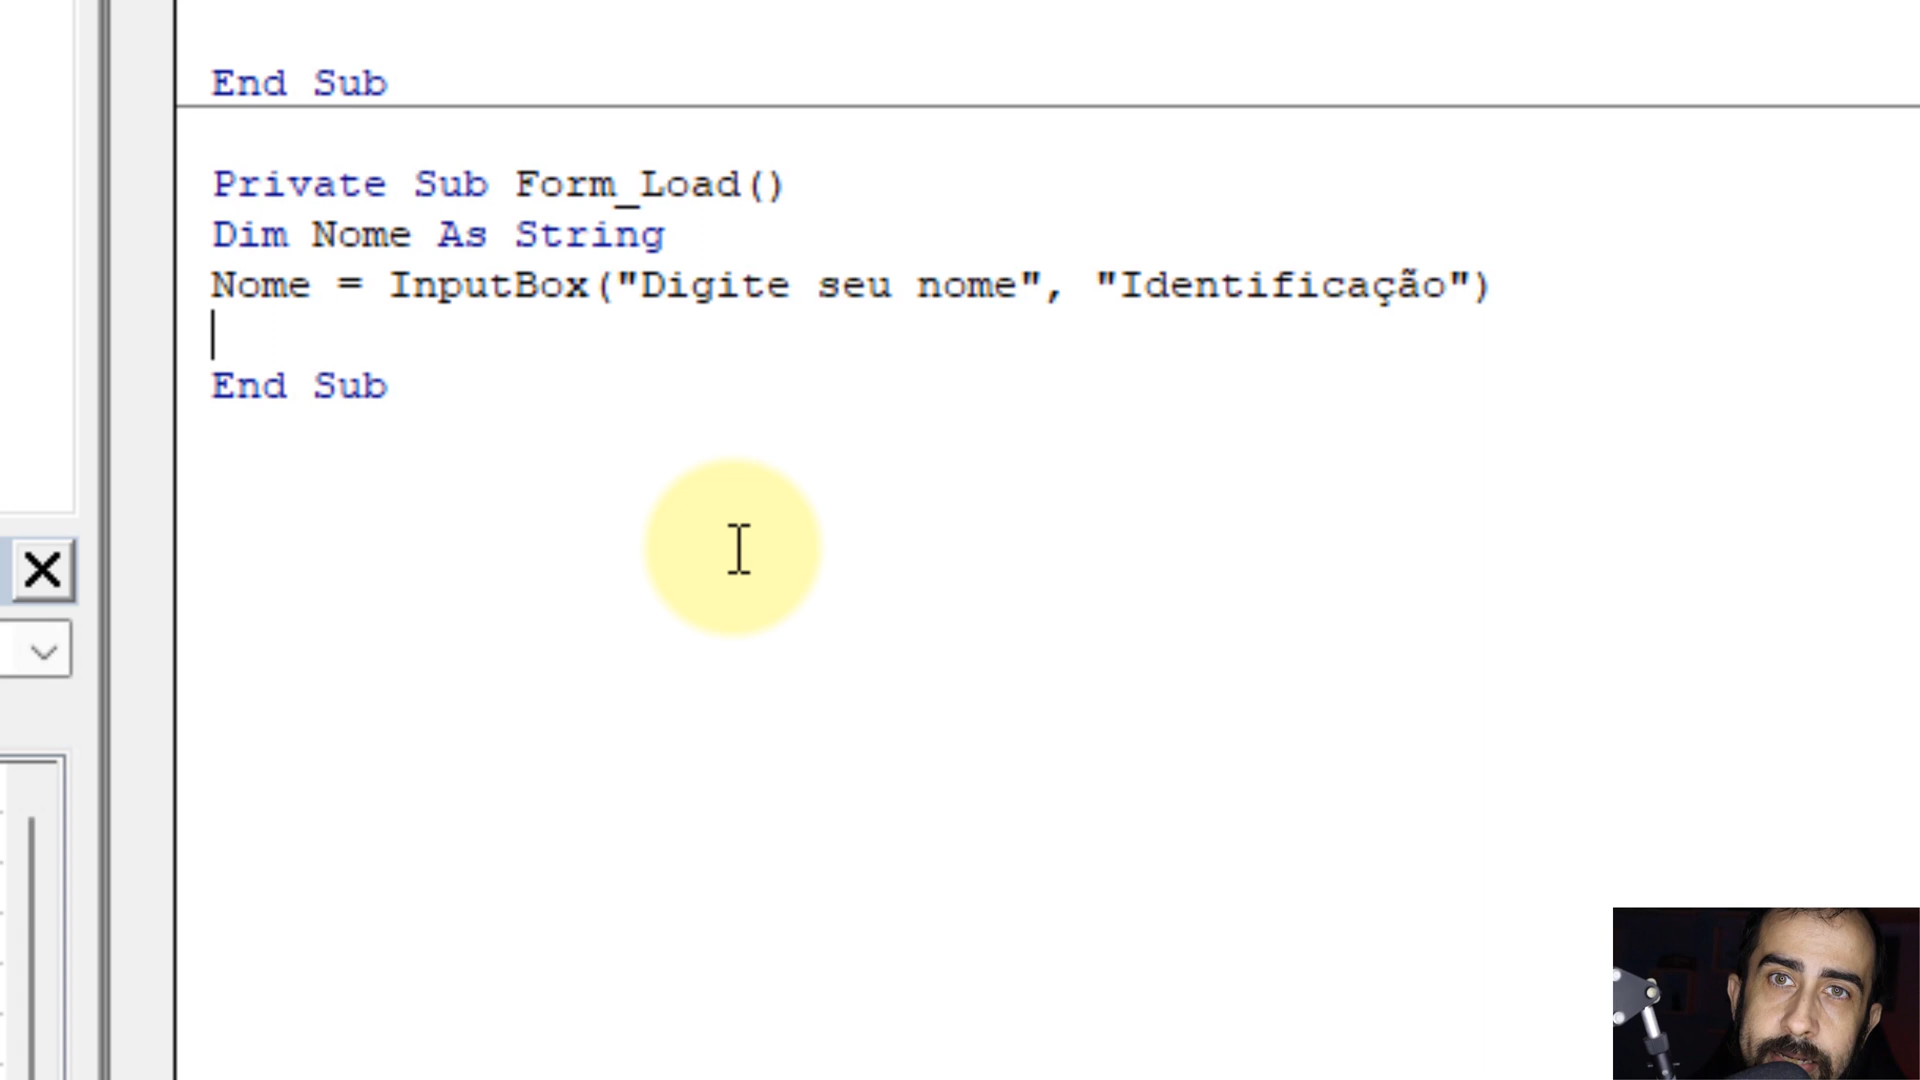 End Sub
Private Sub Form_Load()
Dim Nome As String
Nome = InputBox("Digite seu nome", "Identificação")
End Sub